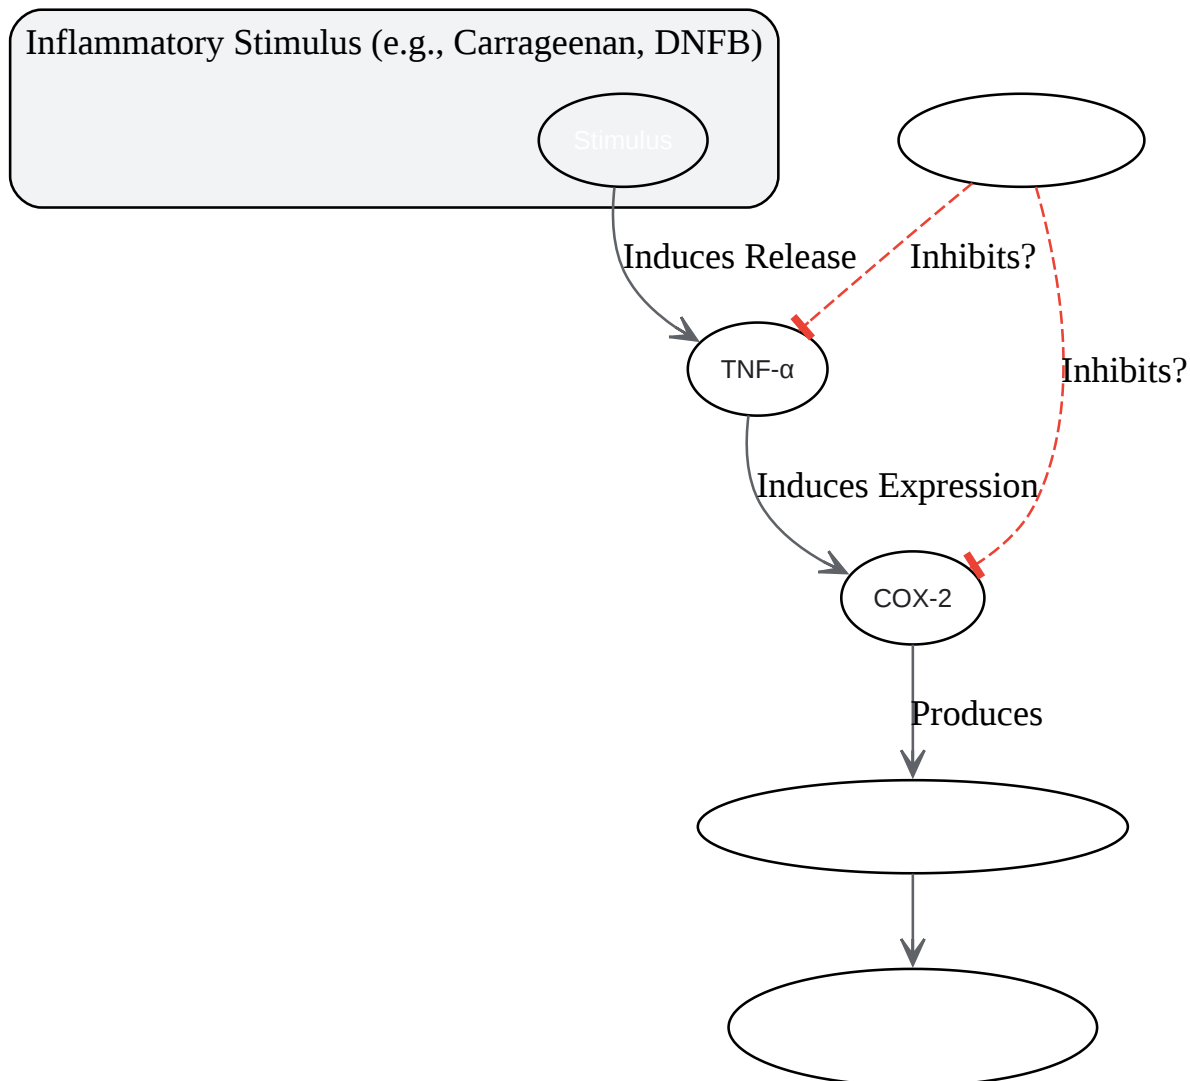 Inflammatory Stimulus (e.g., Carrageenan, DNFB)
Stimulus
Induces Release
Inhibits?
TNF-α
Inhibits?
Induces Expression
COX-2
Produces